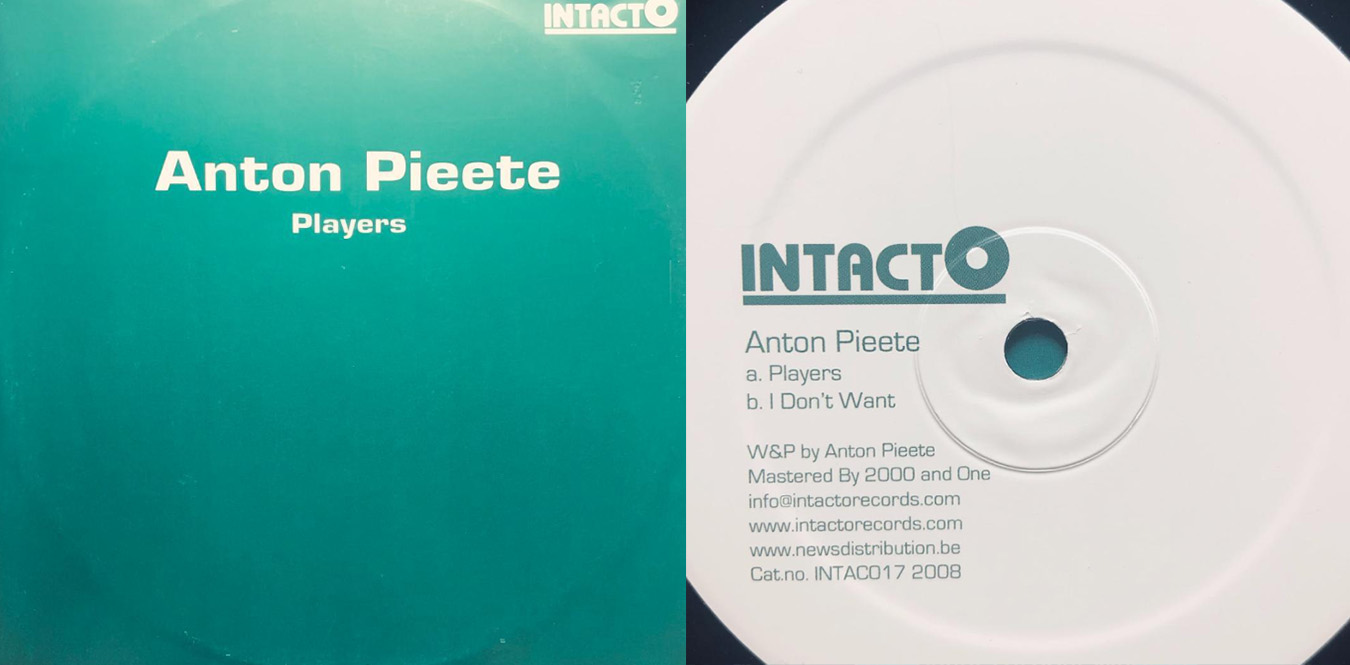 INTACTO
Anton Pieete
Players
INTACTO
Anton Pieete
a. Players
b. I Don't Want
W&P by Anton Pieete
Mastered By 2000 and One
info@intactorecords.com
www.intactorecords.com
www.newsdistribution.be
Cat.no. INTAC017 2008